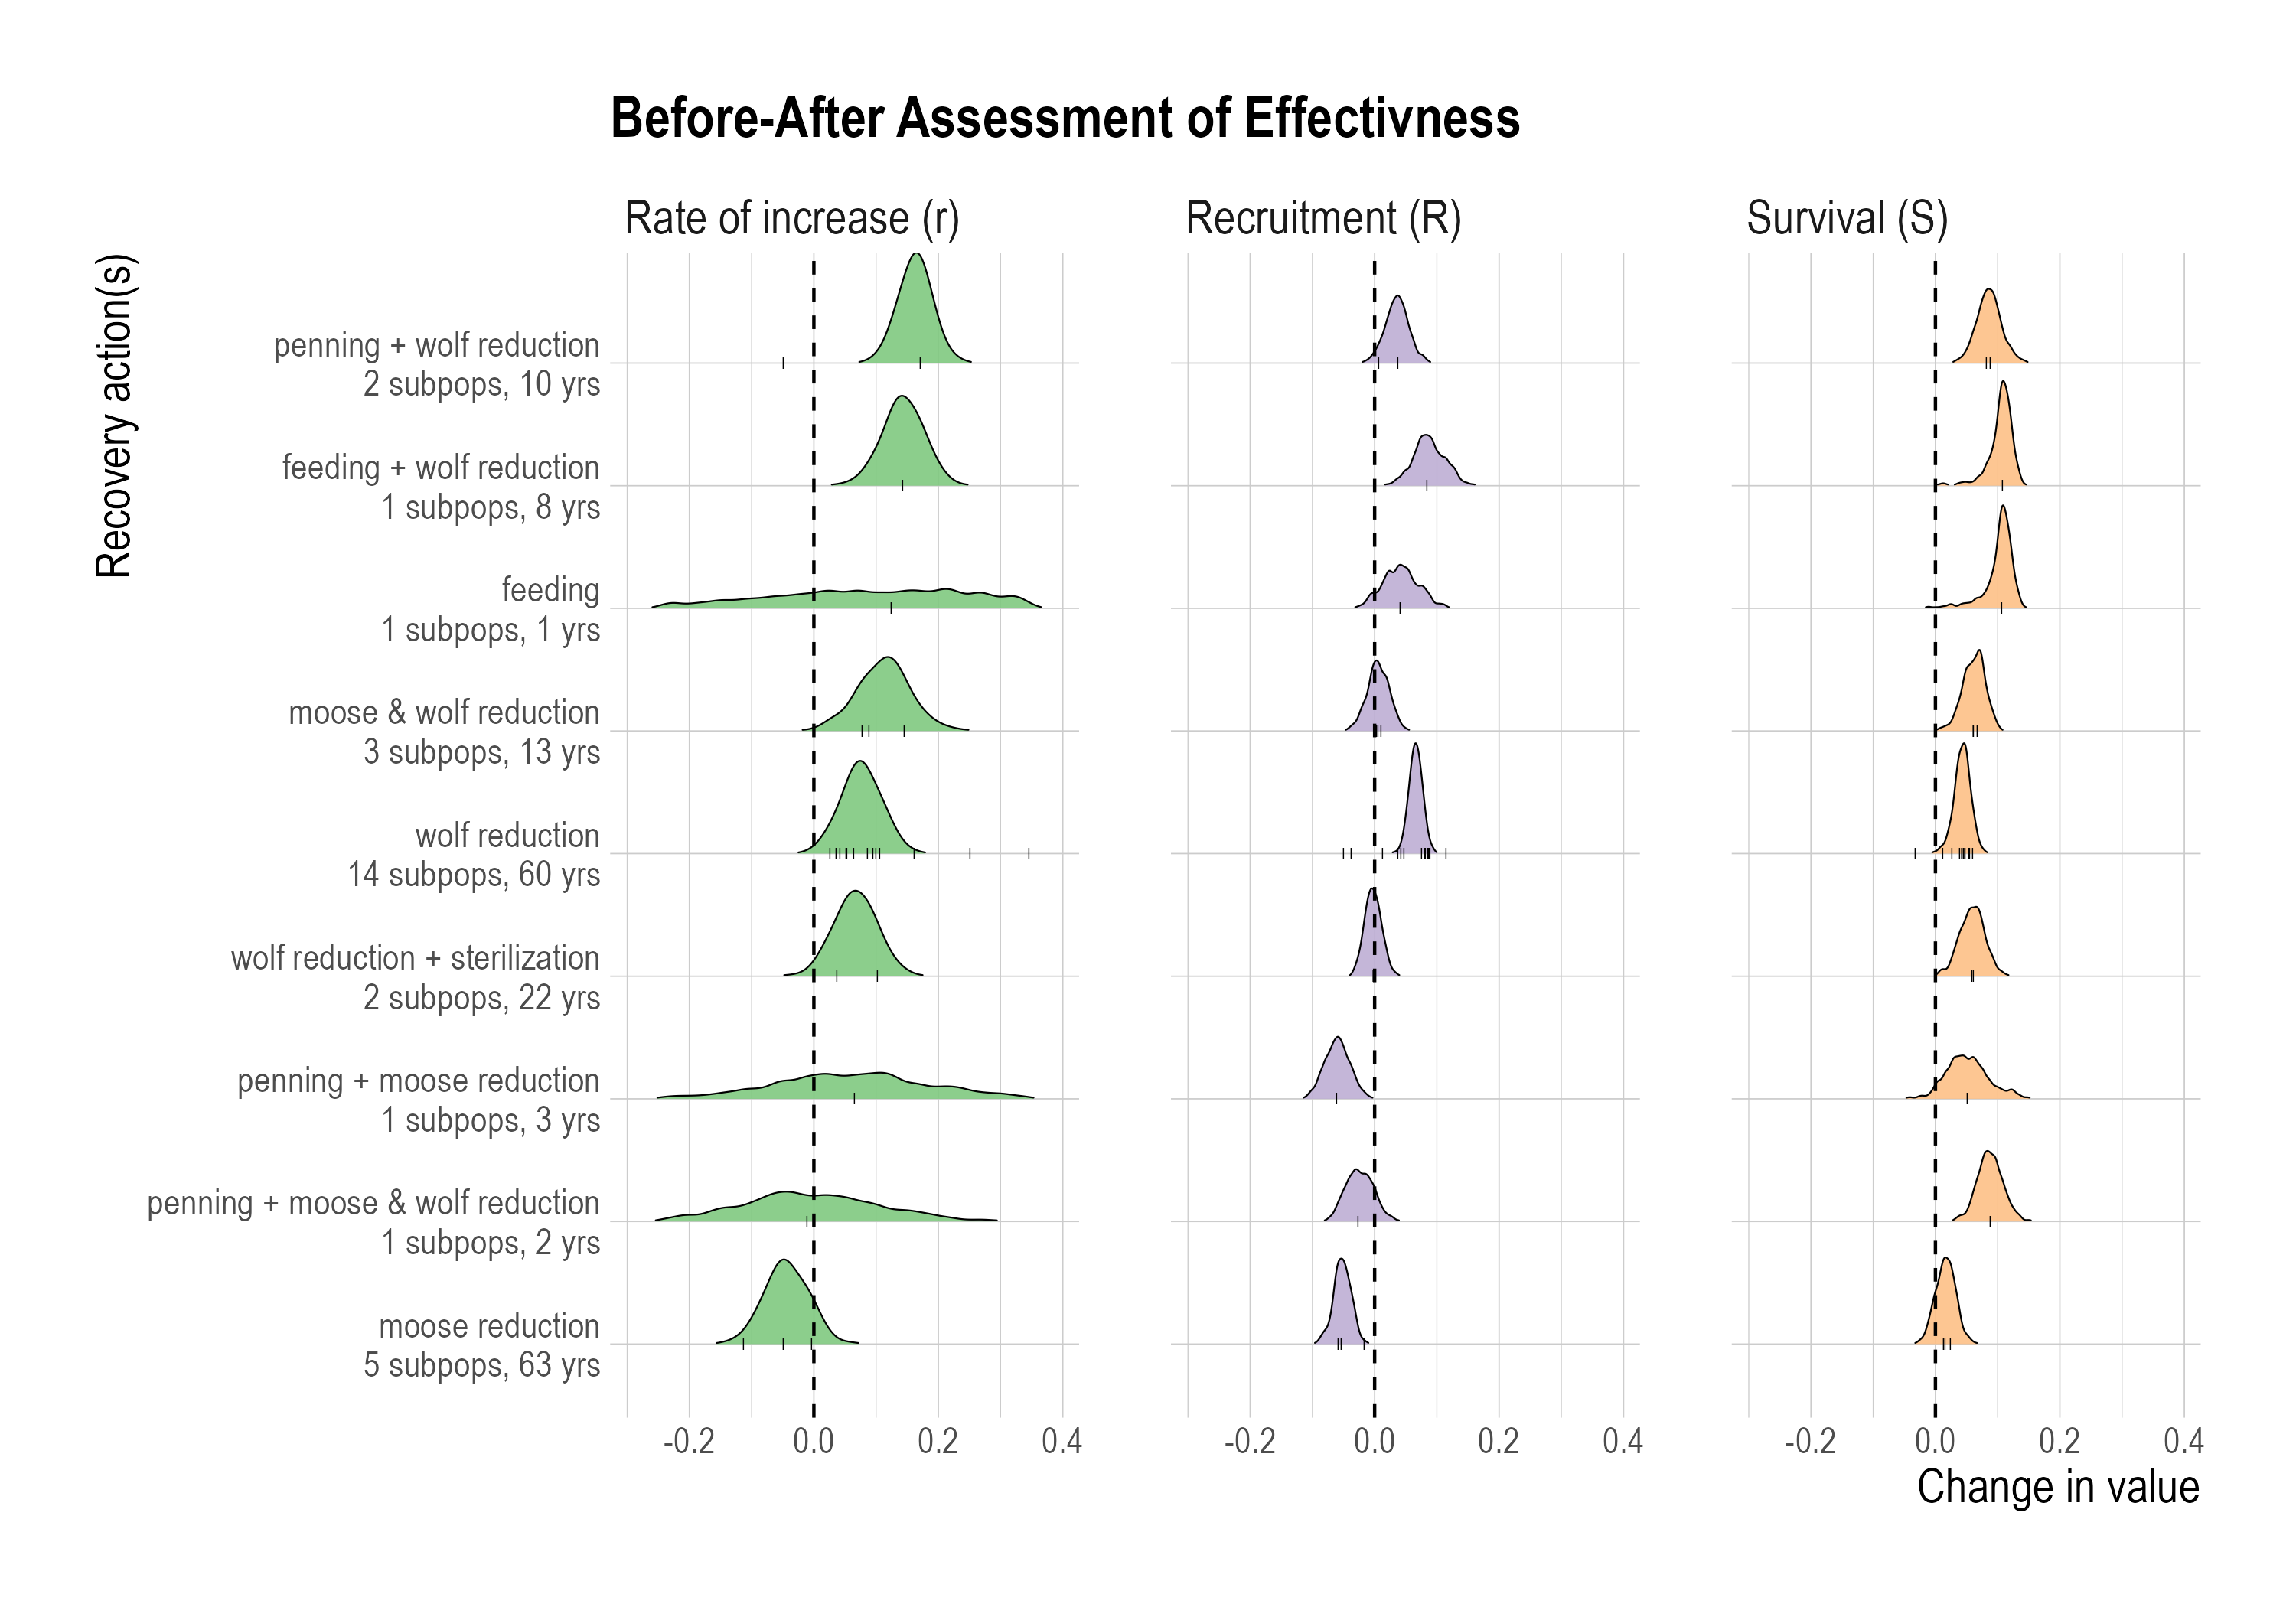 Before-After Assessment of Effectivness
Rate of increase (r)
Recruitment (R)
Survival (S)
Recovery action(s)
penning + wolf reduction
2 subpops, 10 yrs
feeding + wolf reduction
1 subpops, 8 yrs
feeding
1 subpops, 1 yrs
moose & wolf reduction
3 subpops, 13 yrs
wolf reduction
14 subpops, 60 yrs
wolf reduction + sterilization
2 subpops, 22 yrs
penning + moose reduction
1 subpops, 3 yrs
penning + moose & wolf reduction
1 subpops, 2 yrs
moose reduction
5 subpops, 63 yrs
-0.2 0.0 0.2 0.4
-0.2 0.0 0.2 0.4
-0.2 0.0 0.2 0.4
Change in value